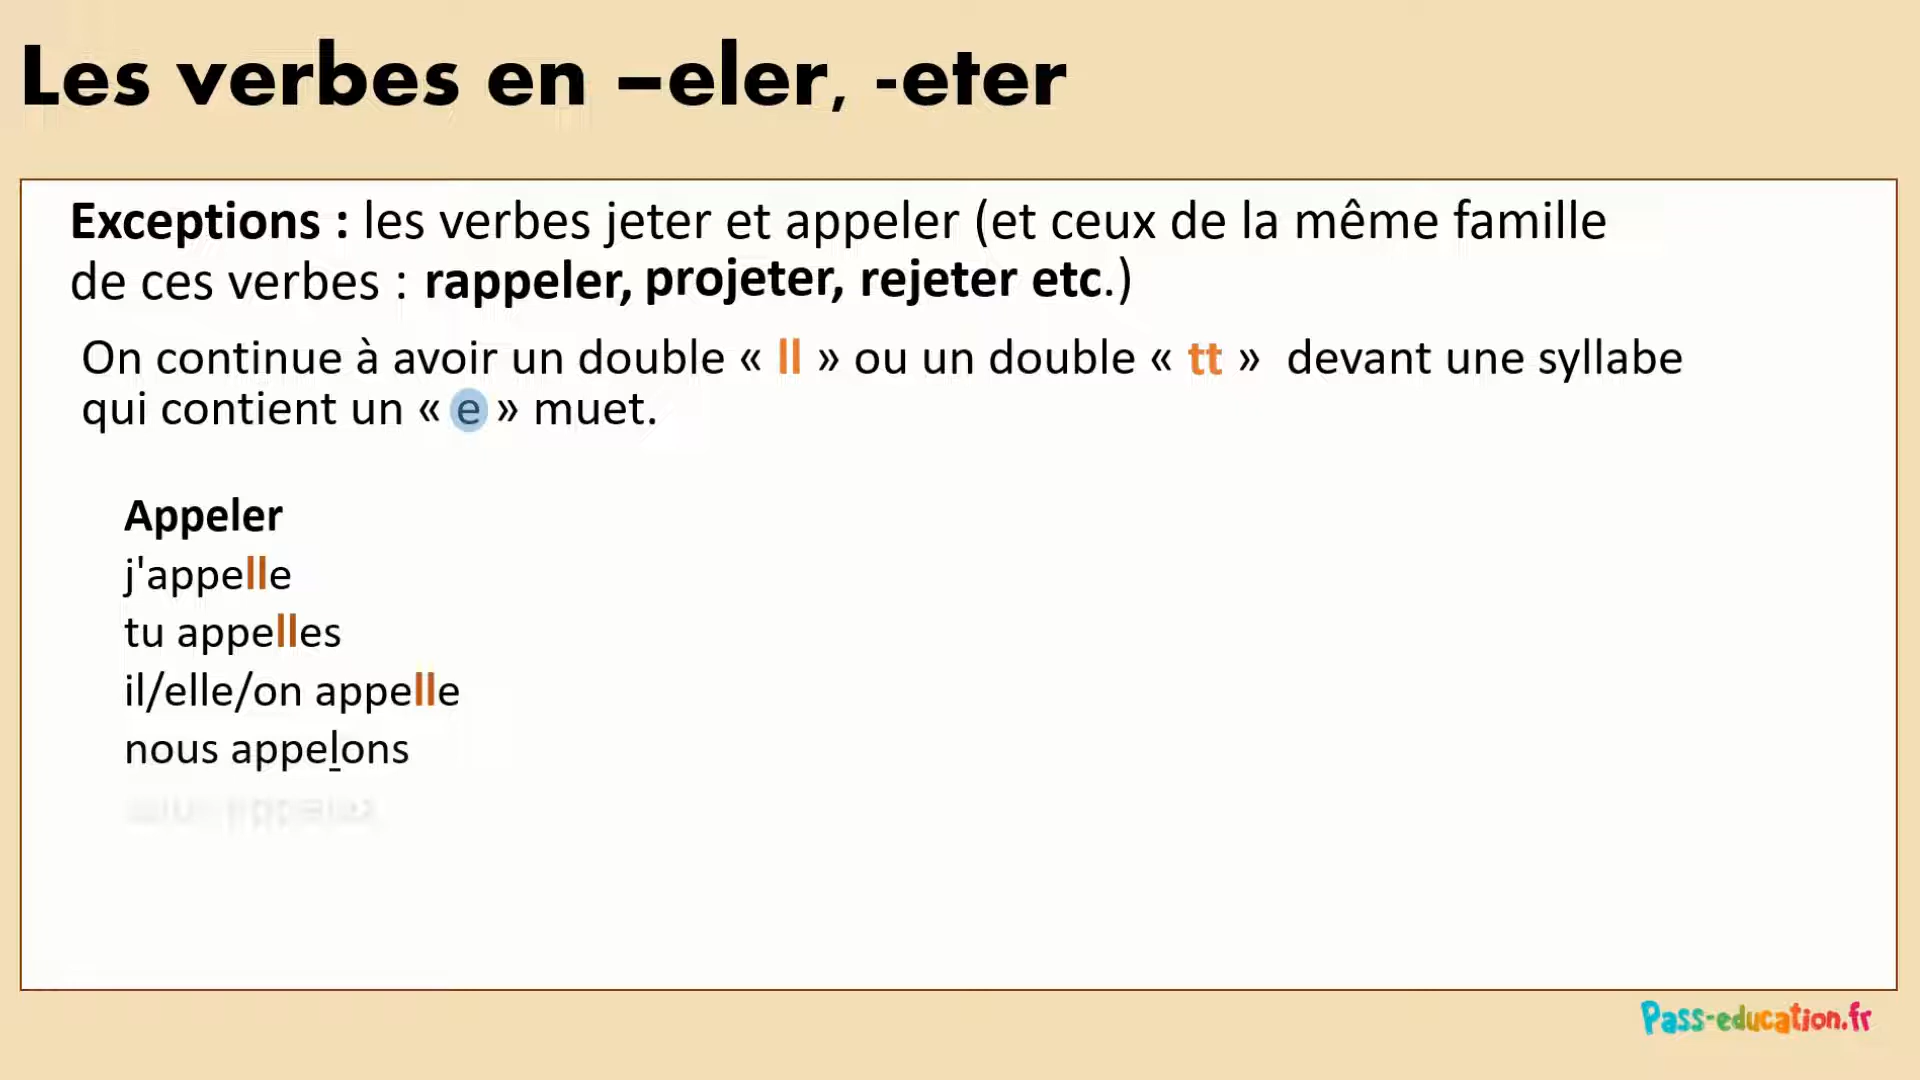 Les verbes en –eler, -eter
Exceptions : les verbes jeter et appeler (et ceux de la même famille
de ces verbes : rappeler, projeter, rejeter etc.)
On continue à avoir un double « ll » ou un double « tt » devant une syllabe
qui contient un « e » muet.
Appeler
j'appelle
tu appelles
il/elle/on appelle
nous appelons
Pass-education.fr